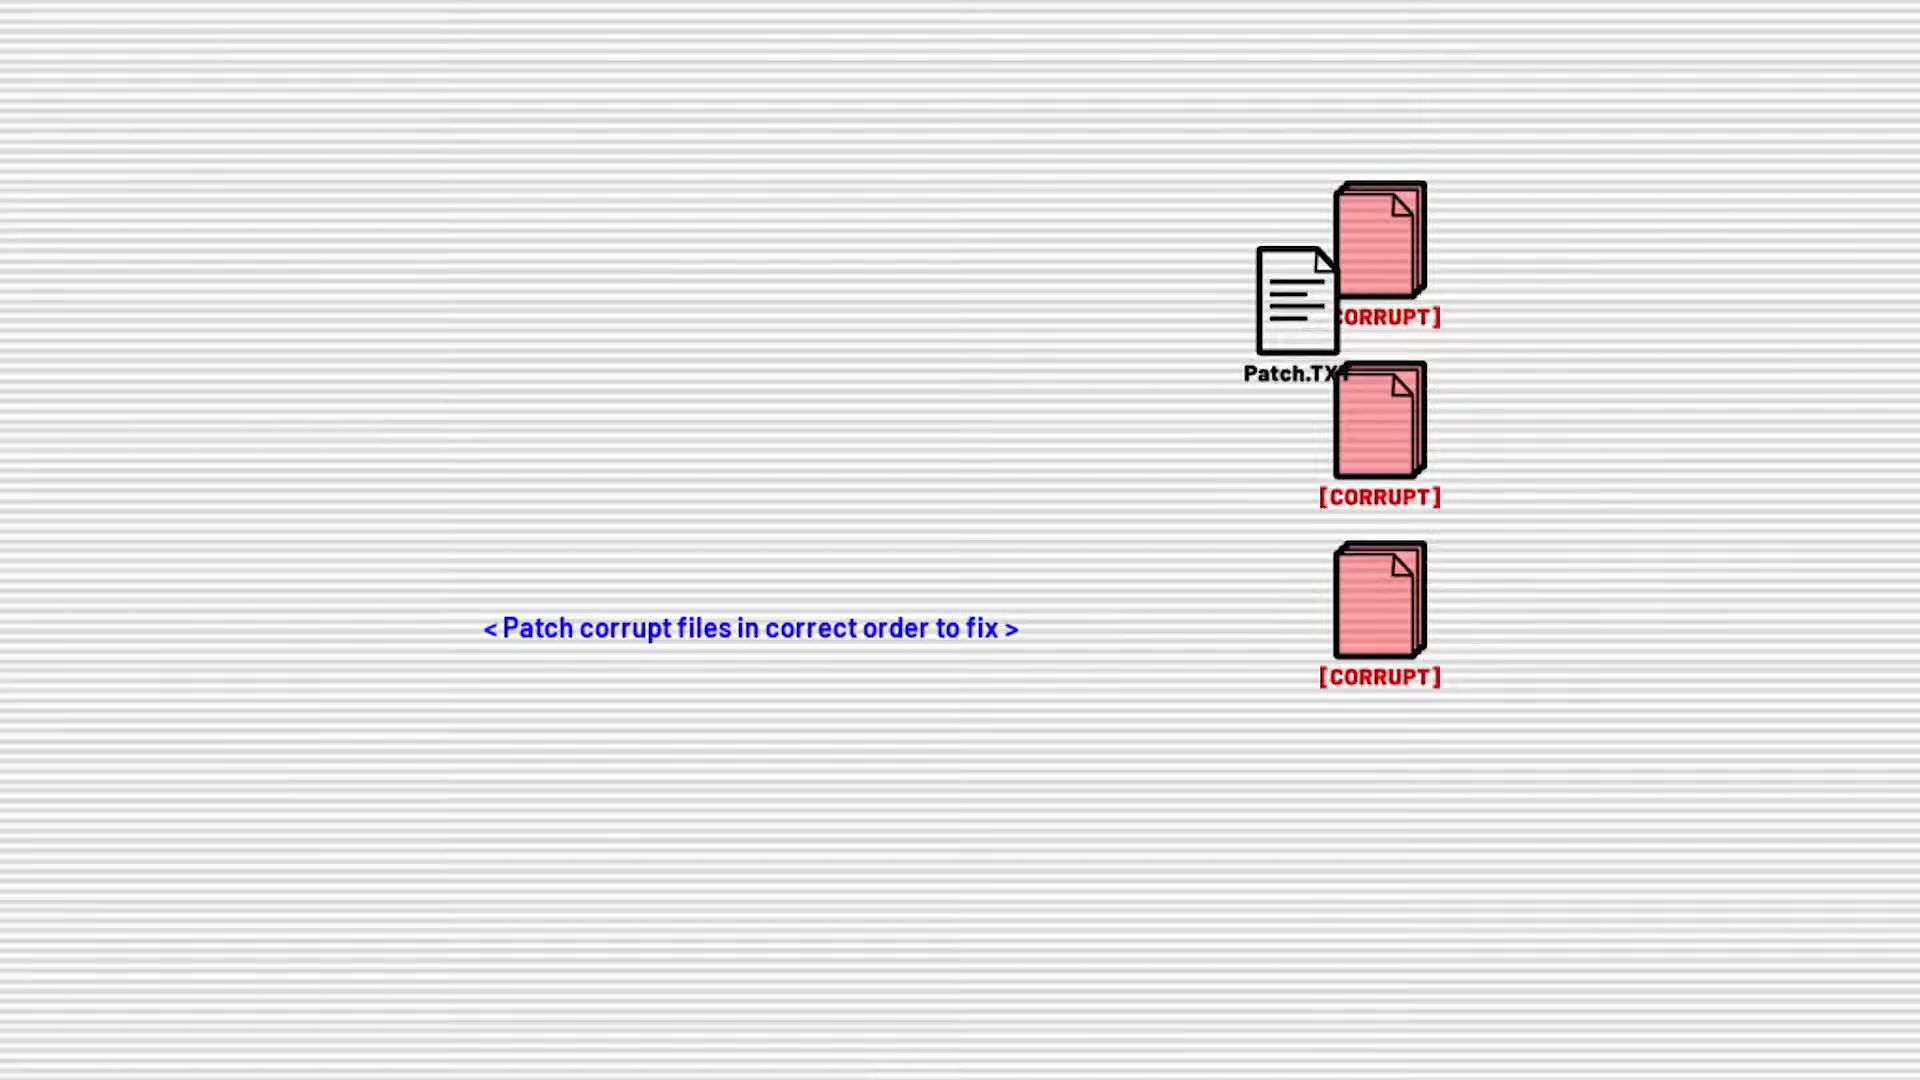 CORRUPT]
Patch.TXT
[CORRUPT]
< Patch corrupt files in correct order to fix >
[CORRUPT]